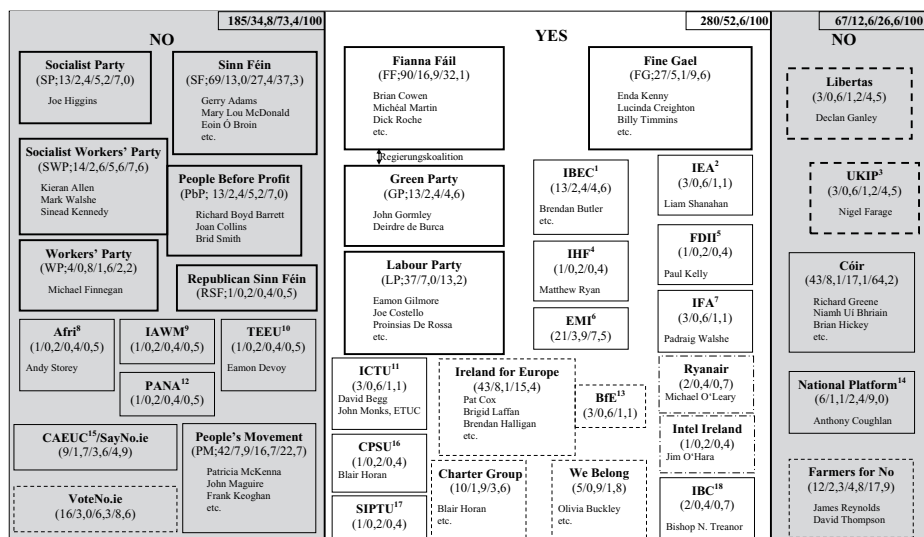 185/34,8/73,4/100
NO
Socialist Party
(SP;13/2,4/5,2/7,0)
Joe Higgins
Sinn Féin
(SF;69/13,0/27,4/37,3)
Gerry Adams
Mary Lou McDonald
Eoin Ó Broin
etc.
Socialist Workers' Party
(SWP;14/2,6/5,6/7,6)
Kieran Allen
Mark Walshe
Sinead Kennedy
People Before Profit
(PbP; 13/2,4/5,2/7,0)
Richard Boyd Barrett
Joan Collins
Brid Smith
Workers' Party
(WP;4/0,8/1,6/2,2)
Michael Finnegan
Republican Sinn Féin
(RSF;1/0,2/0,4/0,5)
Afri8
(1/0,2/0,4/0,5)
Andy Storey
IAWM9
(1/0,2/0,4/0,5)
TEEU10
(1/0,2/0,4/0,5)
Eamon Devoy
PANA12
(1/0,2/0,4/0,5)
CAEUC15/SayNo.ie
(9/1,7/3,6/4,9)
People's Movement
(PM;42/7,9/16,7/22,7)
Patricia McKenna
John Maguire
Frank Keoghan
etc.
VoteNo.ie
(16/3,0/6,3/8,6)
280/52,6/100
YES
Fianna Fáil
(FF;90/16,9/32,1)
Brian Cowen
Michéal Martin
Dick Roche
etc.
Fine Gael
(FG;27/5,1/9,6)
Enda Kenny
Lucinda Creighton
Billy Timmins
etc.
Regierungskoalition
Green Party
(GP;13/2,4/4,6)
John Gormley
Deirdre de Burca
IBEC1
(13/2,4/4,6)
Brendan Butler
etc.
IEA2
(3/0,6/1,1)
Liam Shanahan
Labour Party
(LP;37/7,0/13,2)
Eamon Gilmore
Joe Costello
Proinsias De Rossa
etc.
IHF4
(1/0,2/0,4)
Matthew Ryan
FDII5
(1/0,2/0,4)
Paul Kelly
EMI6
(21/3,9/7,5)
IFA7
(3/0,6/1,1)
Padraig Walshe
ICTU11
(3/0,6/1,1)
David Begg
John Monks, ETUC
Ireland for Europe
(43/8,1/15,4)
Pat Cox
Brigid Laffan
Brendan Halligan
etc.
BfE13
(3/0,6/1,1)
Ryanair
(2/0,4/0,7)
Michael O'Leary
CPSU16
(1/0,2/0,4)
Blair Horan
Intel Ireland
(1/0,2/0,4)
Jim O'Hara
SIPTU17
(1/0,2/0,4)
Charter Group
(10/1,9/3,6)
Blair Horan
etc.
We Belong
(5/0,9/1,8)
Olivia Buckley
etc.
IBC18
(2/0,4/0,7)
Bishop N. Treanor
67/12,6/26,6/100
NO
Libertas
(3/0,6/1,2/4,5)
Declan Ganley
UKIP3
(3/0,6/1,2/4,5)
Nigel Farage
Cóir
(43/8,1/17,1/64,2)
Richard Greene
Niamh Uí Bhriain
Brian Hickey
etc.
National Platform14
(6/1,1/2,4/9,0)
Anthony Coughlan
Farmers for No
(12/2,3/4,8/17,9)
James Reynolds
David Thompson